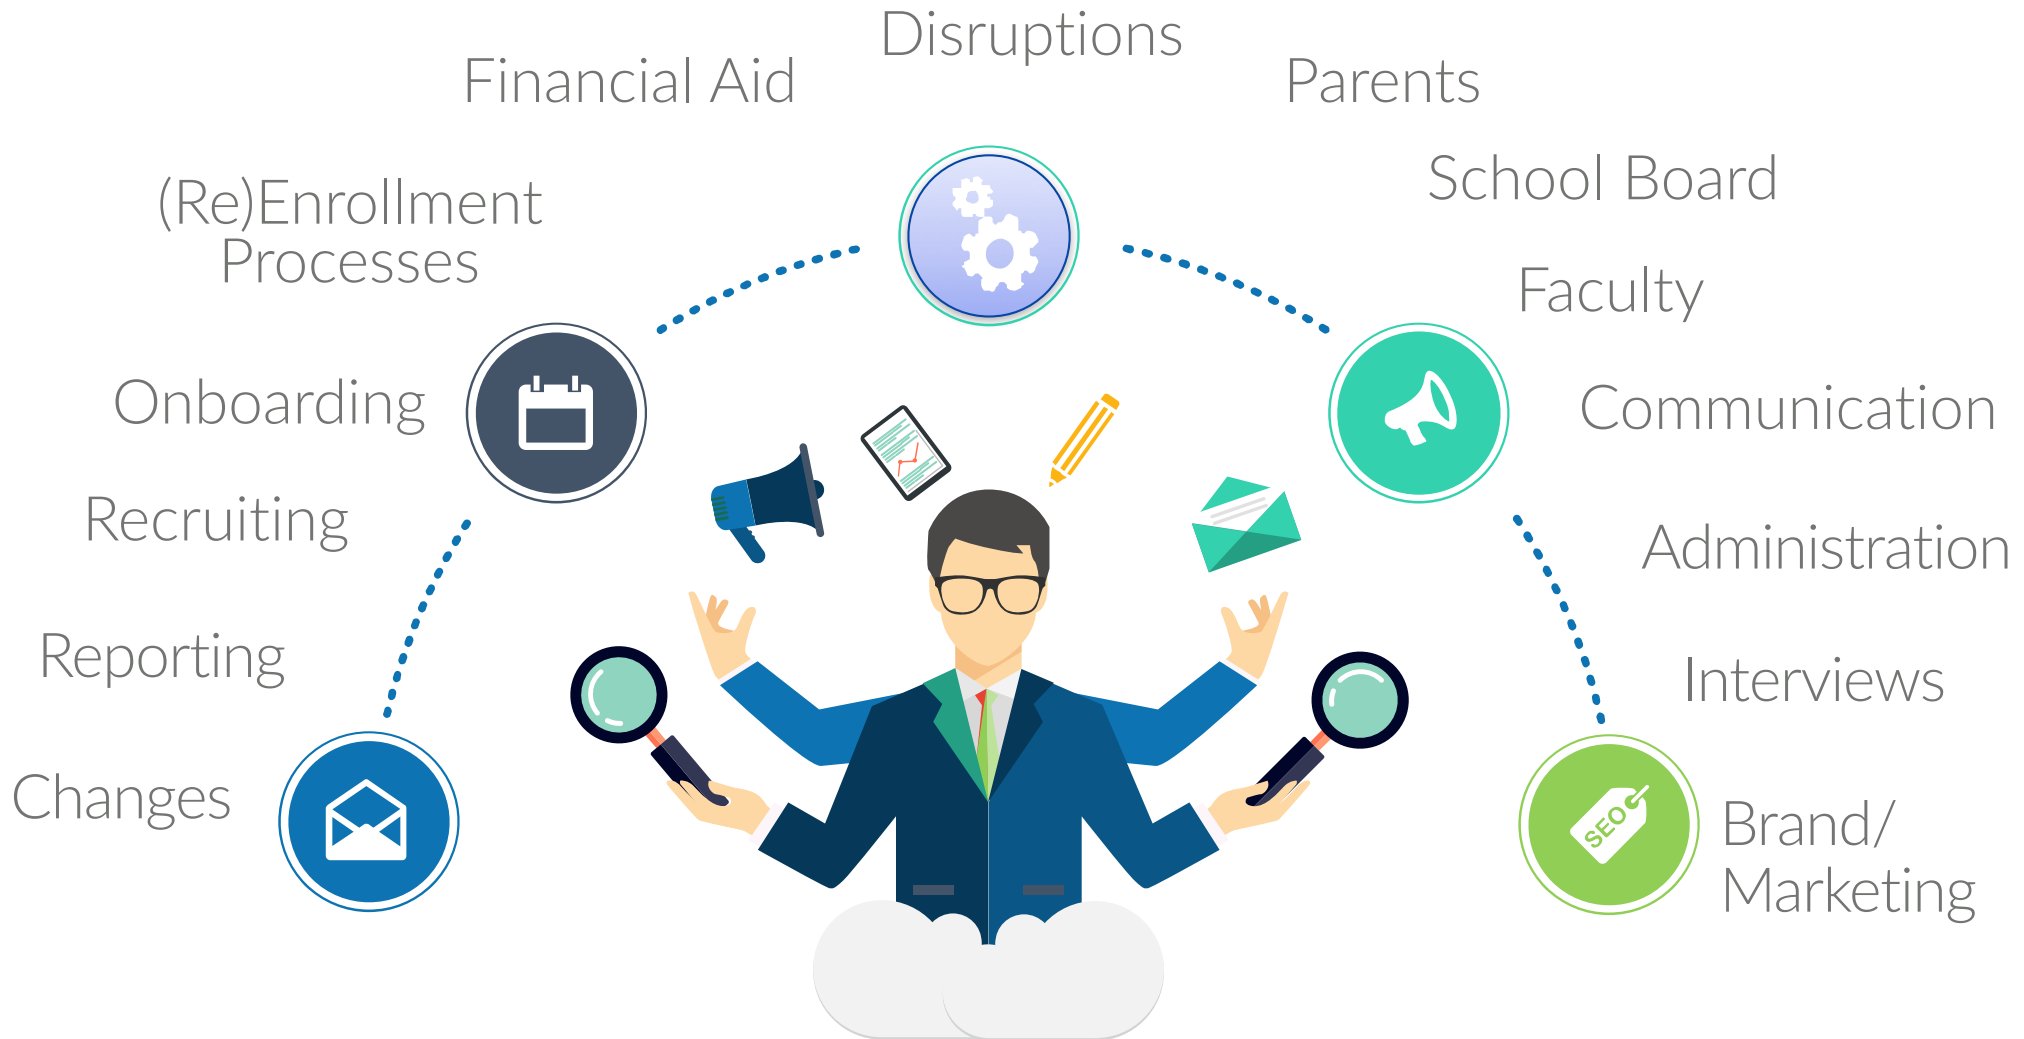 Disruptions
Financial Aid
Parents
School Board
(Re)Enrollment
Processes
Faculty
Onboarding
Communication
Recruiting
Administration
Reporting
Interviews
Changes
SEO
Brand/
Marketing